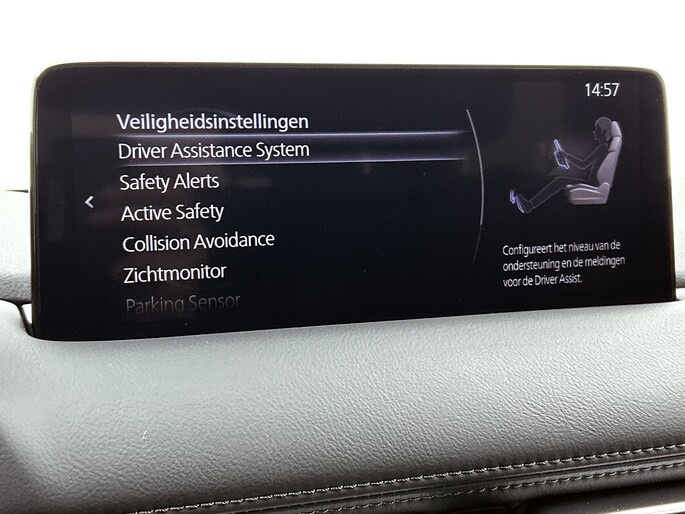 14:57
Veiligheidsinstellingen
Driver Assistance System
Safety Alerts
Active Safety
Collision Avoidance
Zichtmonitor
Parking Sensor
Configureert het niveau van de
ondersteuning en de meldingen
voor de Driver Assist.